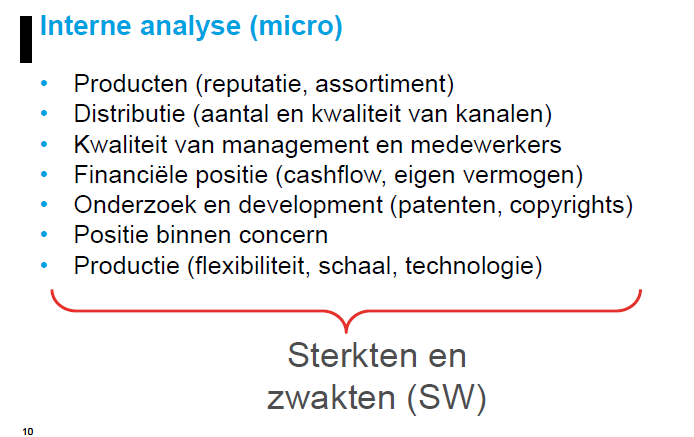 Interne analyse (micro)
• Producten (reputatie, assortiment)
• Distributie (aantal en kwaliteit van kanalen)
• Kwaliteit van management en medewerkers
• Financiële positie (cashflow, eigen vermogen)
• Onderzoek en development (patenten, copyrights)
• Positie binnen concern
• Productie (flexibiliteit, schaal, technologie)
Sterkten en
zwakten (SW)
10